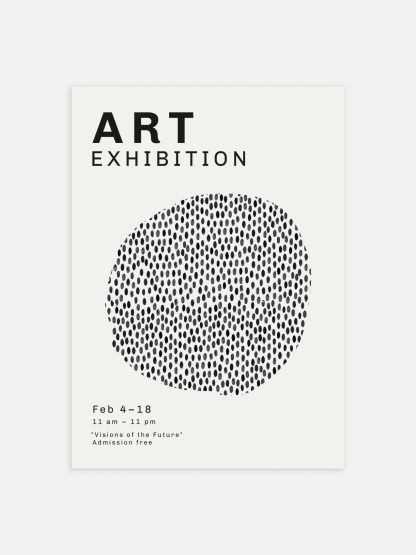 ART
EXHIBITION
Feb 4–18
11 am – 11 pm
"Visions of the Future"
Admission free